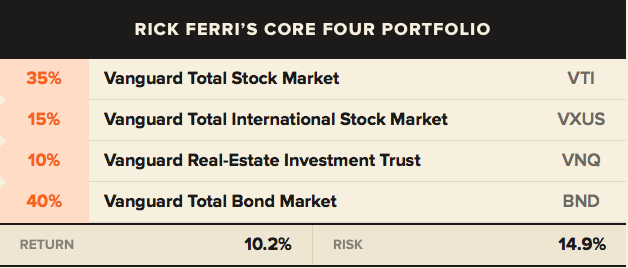 RICK FERRI'S CORE FOUR PORTFOLIO
35% Vanguard Total Stock Market VTI
15% Vanguard Total International Stock Market VXUS
10% Vanguard Real-Estate Investment Trust VNQ
40% Vanguard Total Bond Market BND
RETURN 10.2% RISK 14.9%